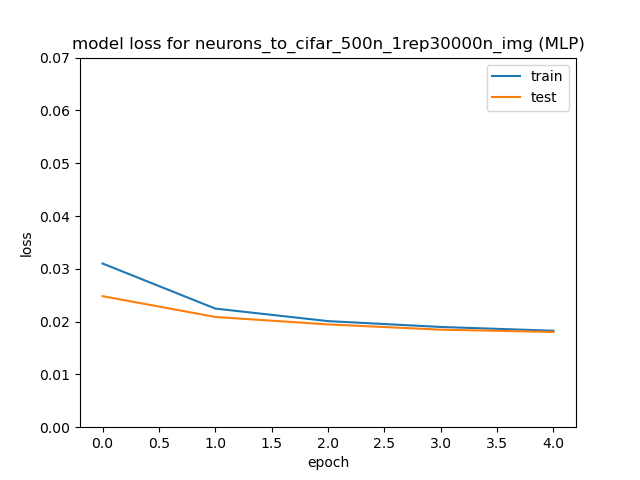 model loss for neurons_to_cifar_500n_1rep30000n_img (MLP)
0.07
0.06
0.05
0.04
0.03
0.02
0.01
0.00
loss
train
test
0.0 0.5 1.0 1.5 2.0 2.5 3.0 3.5 4.0
epoch